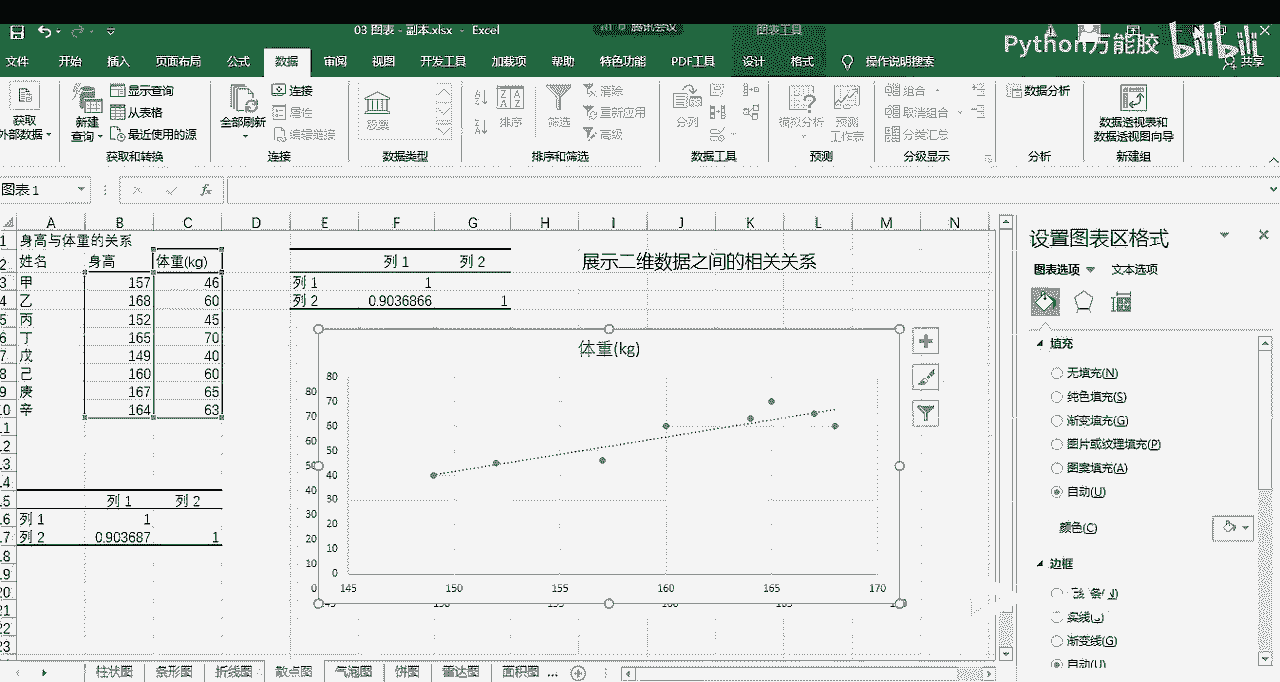 03 图表 - 副本.xlsx - Excel
腾讯会议
图表工具
Python万能胶 bilibili
文件 开始 插入 页面布局 公式 数据 审阅 视图 开发工具 加载项 帮助 特色功能 PDF工具 设计 格式 操作说明搜索 共享
获取
外部数据
新建
查询
显示查询
从表格
最近使用的源
获取和转换
全部刷新
连接
属性
编辑链接
连接
股票
数据类型
排序
筛选
清除
重新应用
高级
排序和筛选
分列
数据工具
模拟分析
预测
工作表
预测
组合
取消组合
分类汇总
分级显示
数据分析
分析
数据透视表和
数据透视图向导
新建组
图表 1
fx
A B C D E F G H I J K L M N
1 身高与体重的关系
2 姓名 身高 体重(kg) 列 1 列 2 展示二维数据之间的相关关系
3 甲 157 46 列 1 1
4 乙 168 60 列 2 0.9036866 1
5 丙 152 45
6 丁 165 70
7 戊 149 40
8 己 160 60
9 庚 167 65
10 辛 164 63
列 1 列 2
列 1 1
列 2 0.903687 1
体重(kg)
80
70
60
50
40
30
20
10
0
145 150 155 160 165 170
80
70
60
50
40
30
20
10
0
设置图表区格式
图表选项 文本选项
填充
无填充(N)
纯色填充(S)
渐变填充(G)
图片或纹理填充(P)
图案填充(A)
自动(U)
颜色(C)
边框
实线(S)
渐变线(G)
自动(U)
柱状图 条形图 折线图 散点图 气泡图 饼图 雷达图 面积图 ...